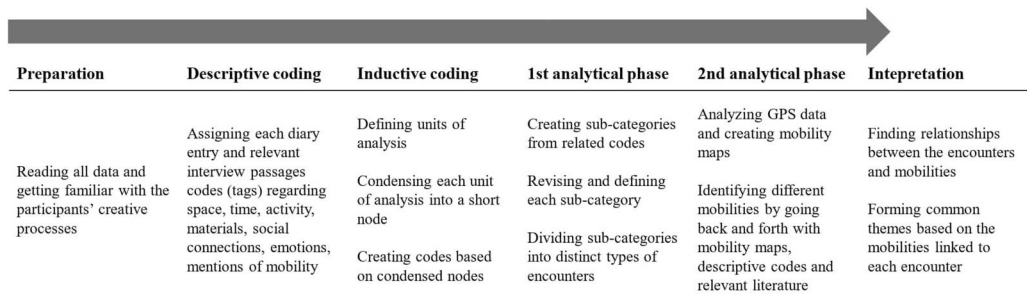 Preparation
Descriptive coding
Inductive coding
1st analytical phase
2nd analytical phase
Intepretation
Reading all data and
getting familiar with the
participants' creative
processes
Assigning each diary
entry and relevant
interview passages
codes (tags) regarding
space, time, activity,
materials, social
connections, emotions,
mentions of mobility
Defining units of
analysis
Condensing each unit
of analysis into a short
node
Creating codes based
on condensed nodes
Creating sub-categories
from related codes
Revising and defining
each sub-category
Dividing sub-categories
into distinct types of
encounters
Analyzing GPS data
and creating mobility
maps
Identifying different
mobilities by going
back and forth with
mobility maps,
descriptive codes and
relevant literature
Finding relationships
between the encounters
and mobilities
Forming common
themes based on the
mobilities linked to
each encounter